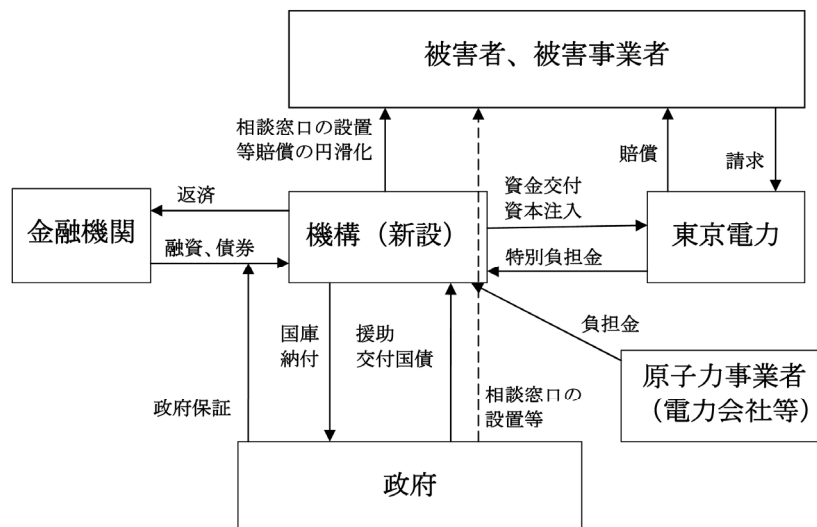 被害者、被害事業者
相談窓口の設置
等賠償の円滑化
賠償
請求
返済
資金交付
資本注入
金融機関
機構（新設）
東京電力
融資、債券
特別負担金
国庫
納付
援助
交付国債
負担金
原子力事業者
（電力会社等）
政府保証
相談窓口の
設置等
政府